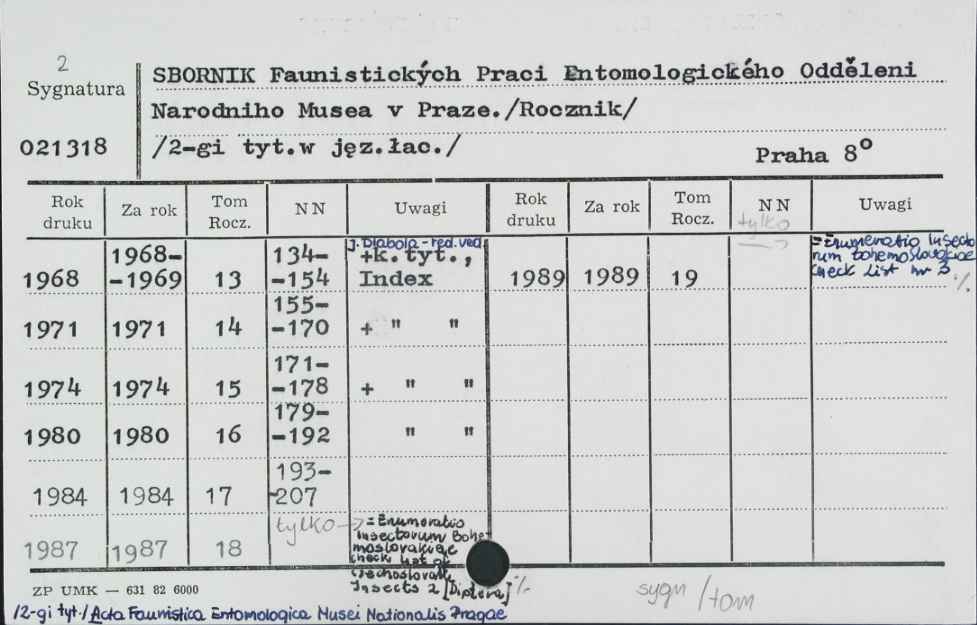 2
Sygnatura
021318
SBORNIK Faunistických Praci Entomologického Odděleni
Narodniho Musea v Praze./Rocznik/
/2-gi tyt.w jęz.łac./
Praha 8°
Rok druku | Za rok | Tom Rocz. | NN | Uwagi | Rok druku | Za rok | Tom Rocz. | NN | Uwagi
1968 | 1968-–1969 | 13 | 134-–154 | J. Dlabola - red.ved. +k.tyt., Index | 1989 | 1989 | 19 | tylko → | =Enumeratio Insectorum bohemoslovakiae Check List nr 3 ./.
1971 | 1971 | 14 | 155-–170 | + " "
1974 | 1974 | 15 | 171-–178 | + " "
1980 | 1980 | 16 | 179-–192 | " "
1984 | 1984 | 17 | 193-–207
1987 | 1987 | 18 | tylko → | =Enumeratio Insectorum Bohemoslovakiae check list of Czechoslovak Insects 2 [Diptera] ./.
ZP UMK — 631 82 6000
sygn /tom
/2-gi tyt./ Acta Faunistica Entomologica Musei Nationalis Pragae